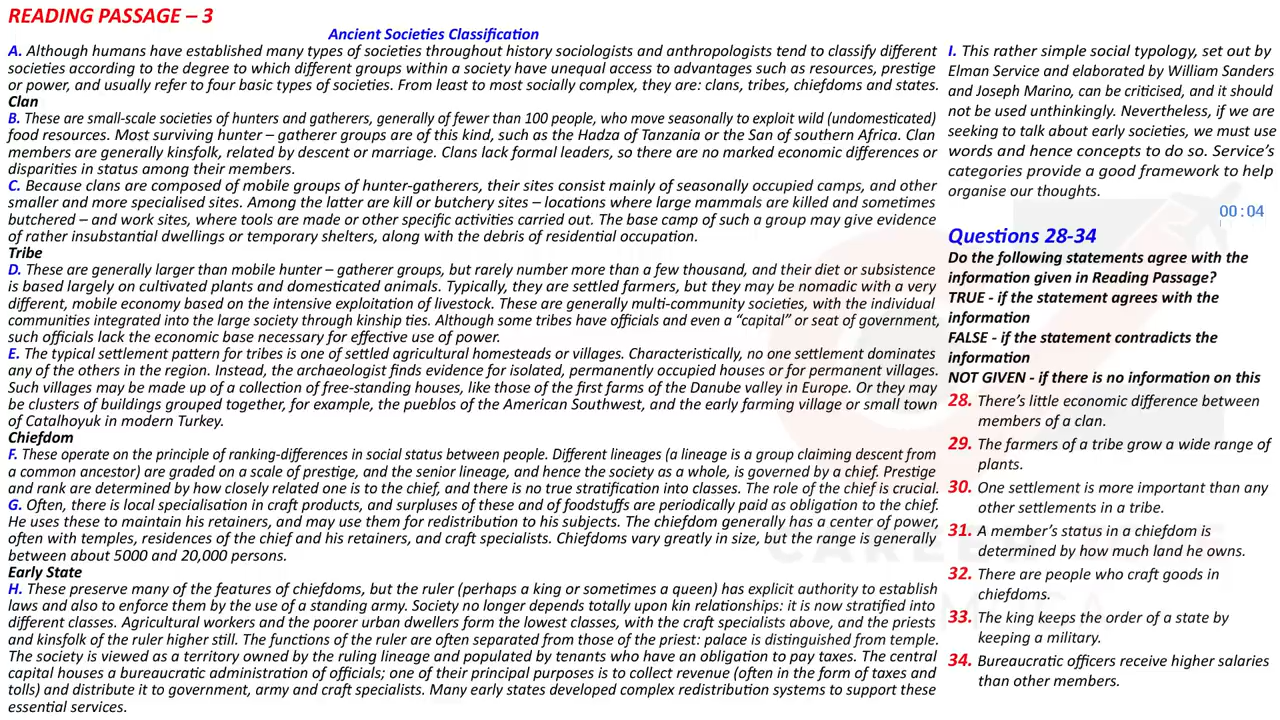 READING PASSAGE – 3
Ancient Societies Classification
A. Although humans have established many types of societies throughout history sociologists and anthropologists tend to classify different
societies according to the degree to which different groups within a society have unequal access to advantages such as resources, prestige
or power, and usually refer to four basic types of societies. From least to most socially complex, they are: clans, tribes, chiefdoms and states.
Clan
B. These are small-scale societies of hunters and gatherers, generally of fewer than 100 people, who move seasonally to exploit wild (undomesticated)
food resources. Most surviving hunter – gatherer groups are of this kind, such as the Hadza of Tanzania or the San of southern Africa. Clan
members are generally kinsfolk, related by descent or marriage. Clans lack formal leaders, so there are no marked economic differences or
disparities in status among their members.
C. Because clans are composed of mobile groups of hunter-gatherers, their sites consist mainly of seasonally occupied camps, and other
smaller and more specialised sites. Among the latter are kill or butchery sites – locations where large mammals are killed and sometimes
butchered – and work sites, where tools are made or other specific activities carried out. The base camp of such a group may give evidence
of rather insubstantial dwellings or temporary shelters, along with the debris of residential occupation.
Tribe
D. These are generally larger than mobile hunter – gatherer groups, but rarely number more than a few thousand, and their diet or subsistence
is based largely on cultivated plants and domesticated animals. Typically, they are settled farmers, but they may be nomadic with a very
different, mobile economy based on the intensive exploitation of livestock. These are generally multi-community societies, with the individual
communities integrated into the large society through kinship ties. Although some tribes have officials and even a “capital” or seat of government,
such officials lack the economic base necessary for effective use of power.
E. The typical settlement pattern for tribes is one of settled agricultural homesteads or villages. Characteristically, no one settlement dominates
any of the others in the region. Instead, the archaeologist finds evidence for isolated, permanently occupied houses or for permanent villages.
Such villages may be made up of a collection of free-standing houses, like those of the first farms of the Danube valley in Europe. Or they may
be clusters of buildings grouped together, for example, the pueblos of the American Southwest, and the early farming village or small town
of Catalhoyuk in modern Turkey.
Chiefdom
F. These operate on the principle of ranking-differences in social status between people. Different lineages (a lineage is a group claiming descent from
a common ancestor) are graded on a scale of prestige, and the senior lineage, and hence the society as a whole, is governed by a chief. Prestige
and rank are determined by how closely related one is to the chief, and there is no true stratification into classes. The role of the chief is crucial.
G. Often, there is local specialisation in craft products, and surpluses of these and of foodstuffs are periodically paid as obligation to the chief.
He uses these to maintain his retainers, and may use them for redistribution to his subjects. The chiefdom generally has a center of power,
often with temples, residences of the chief and his retainers, and craft specialists. Chiefdoms vary greatly in size, but the range is generally
between about 5000 and 20,000 persons.
Early State
H. These preserve many of the features of chiefdoms, but the ruler (perhaps a king or sometimes a queen) has explicit authority to establish
laws and also to enforce them by the use of a standing army. Society no longer depends totally upon kin relationships: it is now stratified into
different classes. Agricultural workers and the poorer urban dwellers form the lowest classes, with the craft specialists above, and the priests
and kinsfolk of the ruler higher still. The functions of the ruler are often separated from those of the priest: palace is distinguished from temple.
The society is viewed as a territory owned by the ruling lineage and populated by tenants who have an obligation to pay taxes. The central
capital houses a bureaucratic administration of officials; one of their principal purposes is to collect revenue (often in the form of taxes and
tolls) and distribute it to government, army and craft specialists. Many early states developed complex redistribution systems to support these
essential services.
I. This rather simple social typology, set out by
Elman Service and elaborated by William Sanders
and Joseph Marino, can be criticised, and it should
not be used unthinkingly. Nevertheless, if we are
seeking to talk about early societies, we must use
words and hence concepts to do so. Service’s
categories provide a good framework to help
organise our thoughts.
00:04
Questions 28-34
Do the following statements agree with the
information given in Reading Passage?
TRUE - if the statement agrees with the
information
FALSE - if the statement contradicts the
information
NOT GIVEN - if there is no information on this
28. There’s little economic difference between
members of a clan.
29. The farmers of a tribe grow a wide range of
plants.
30. One settlement is more important than any
other settlements in a tribe.
31. A member’s status in a chiefdom is
determined by how much land he owns.
32. There are people who craft goods in
chiefdoms.
33. The king keeps the order of a state by
keeping a military.
34. Bureaucratic officers receive higher salaries
than other members.